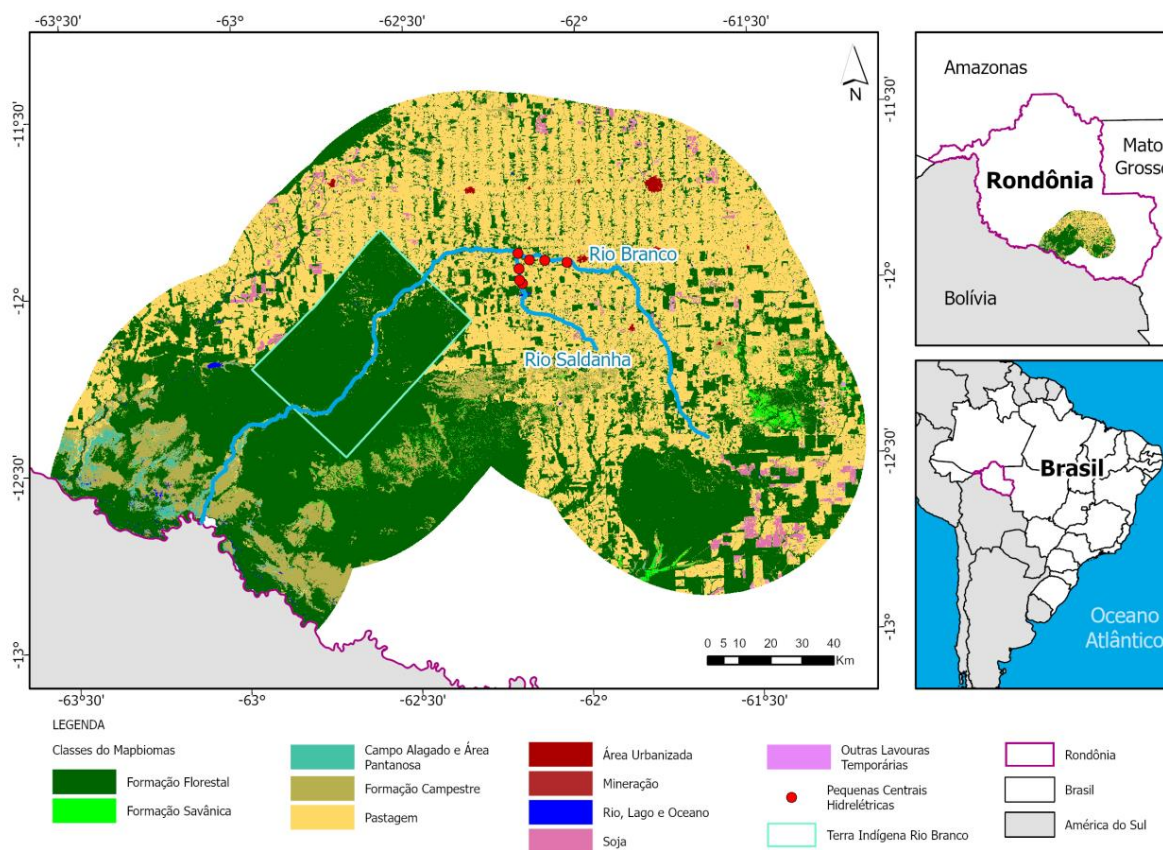 -63°30'
-63°
-62°30'
-62°
-61°30'
-11°30'
-12°
-12°30'
-13°
N
Rio Branco
Rio Saldanha
-11°30'
-12°
-12°30'
-13°
0 5 10 20 30 40
Km
-63°30'
-63°
-62°30'
-62°
-61°30'
Amazonas
Mato
Grosso
Rondônia
Bolívia
Brasil
Oceano
Atlântico
LEGENDA
Classes do Mapbiomas
Formação Florestal
Formação Savânica
Campo Alagado e Área
Pantanosa
Formação Campestre
Pastagem
Área Urbanizada
Mineração
Rio, Lago e Oceano
Soja
Outras Lavouras
Temporárias
Pequenas Centrais
Hidrelétricas
Terra Indígena Rio Branco
Rondônia
Brasil
América do Sul